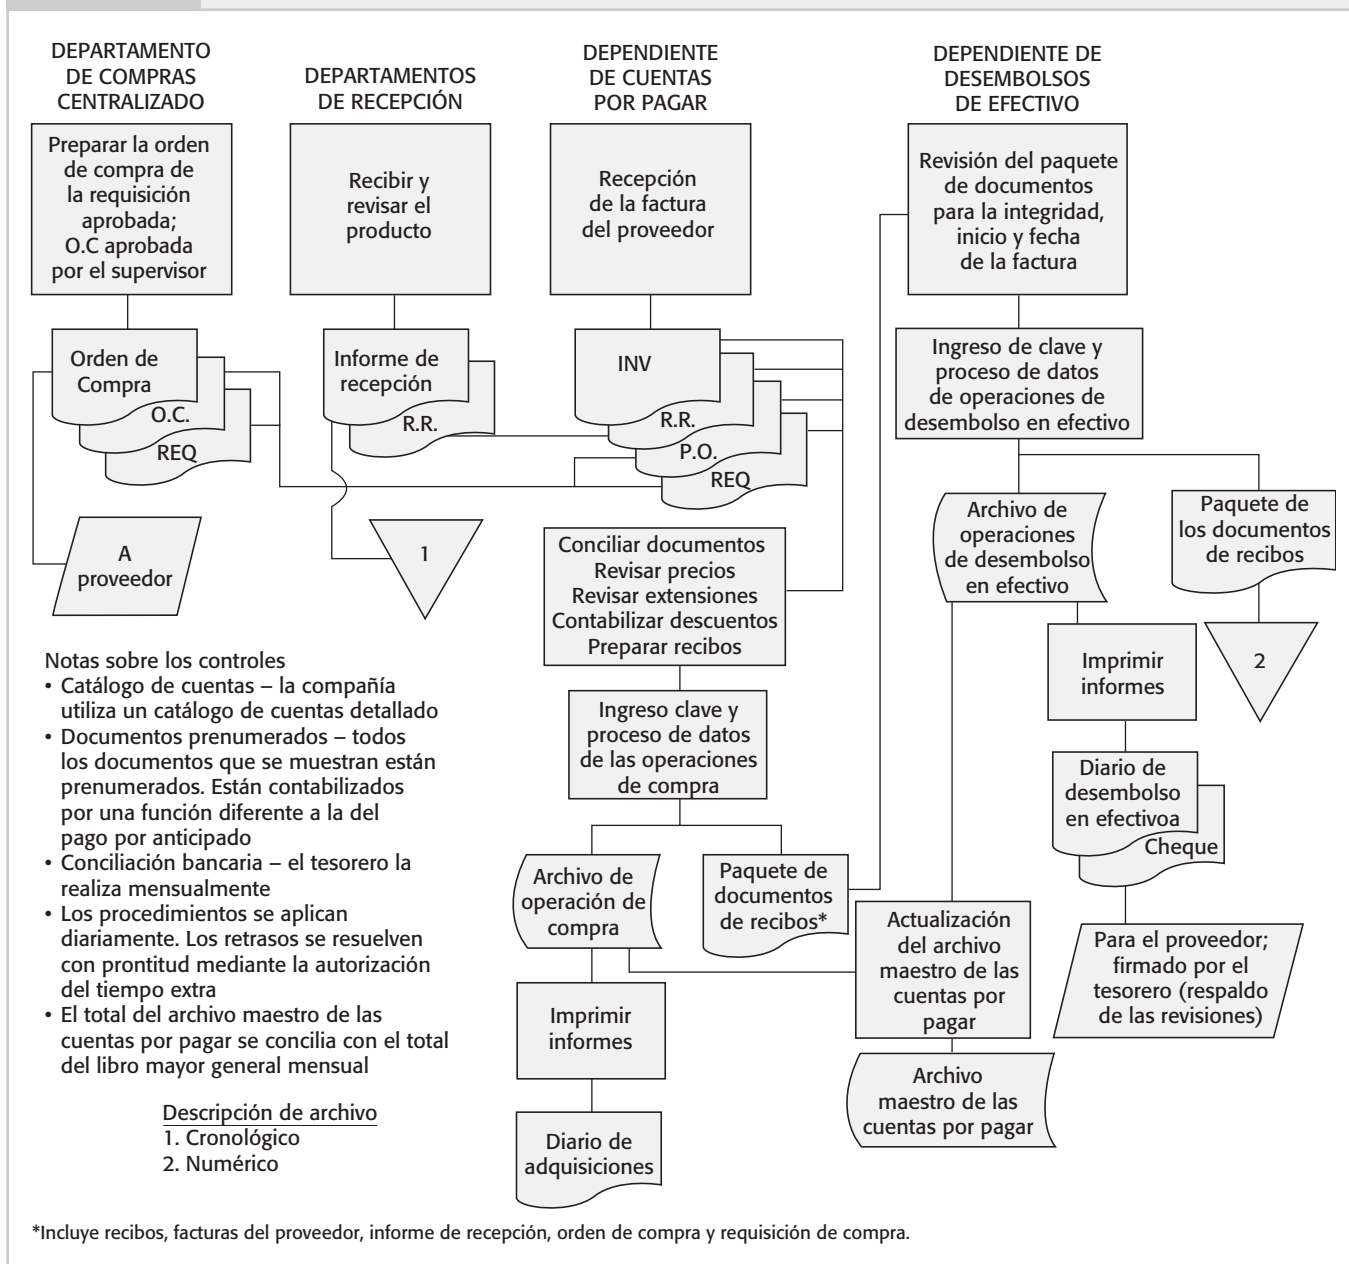 DEPARTAMENTO
DE COMPRAS
CENTRALIZADO
Preparar la orden
de compra de
la requisición
aprobada;
O.C aprobada
por el supervisor
Orden de
Compra
O.C.
REQ
A
proveedor
DEPARTAMENTOS
DE RECEPCIÓN
Recibir y
revisar el
producto
Informe de
recepción
R.R.
1
DEPENDIENTE
DE CUENTAS
POR PAGAR
Recepción
de la factura
del proveedor
INV
R.R.
P.O.
REQ
Conciliar documentos
Revisar precios
Revisar extensiones
Contabilizar descuentos
Preparar recibos
Ingreso clave y
proceso de datos
de las operaciones
de compra
Archivo de
operación de
compra
Paquete de
documentos
de recibos*
Imprimir
informes
Diario de
adquisiciones
DEPENDIENTE DE
DESEMBOLSOS
DE EFECTIVO
Revisión del paquete
de documentos
para la integridad,
inicio y fecha
de la factura
Ingreso de clave y
proceso de datos
de operaciones de
desembolso en efectivo
Archivo de
operaciones
de desembolso
en efectivo
Paquete de
los documentos
de recibos
2
Imprimir
informes
Diario de
desembolso
en efectivoa
Cheque
Para el proveedor;
firmado por el
tesorero (respaldo
de las revisiones)
Actualización
del archivo
maestro de las
cuentas por
pagar
Archivo
maestro de las
cuentas por pagar
Notas sobre los controles
• Catálogo de cuentas – la compañía
utiliza un catálogo de cuentas detallado
• Documentos prenumerados – todos
los documentos que se muestran están
prenumerados. Están contabilizados
por una función diferente a la del
pago por anticipado
• Conciliación bancaria – el tesorero la
realiza mensualmente
• Los procedimientos se aplican
diariamente. Los retrasos se resuelven
con prontitud mediante la autorización
del tiempo extra
• El total del archivo maestro de las
cuentas por pagar se concilia con el total
del libro mayor general mensual
Descripción de archivo
1. Cronológico
2. Numérico
*Incluye recibos, facturas del proveedor, informe de recepción, orden de compra y requisición de compra.